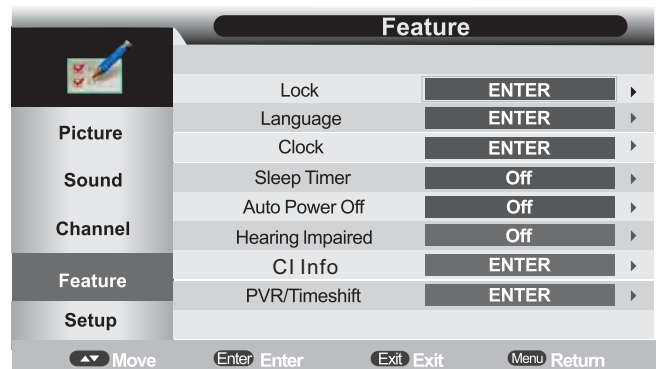 Feature
Lock ENTER
Language ENTER
Picture
Clock ENTER
Sound
Sleep Timer Off
Auto Power Off Off
Channel
Hearing Impaired Off
CI Info ENTER
Feature
PVR/Timeshift ENTER
Setup
Move Enter Enter Exit Exit Menu Return